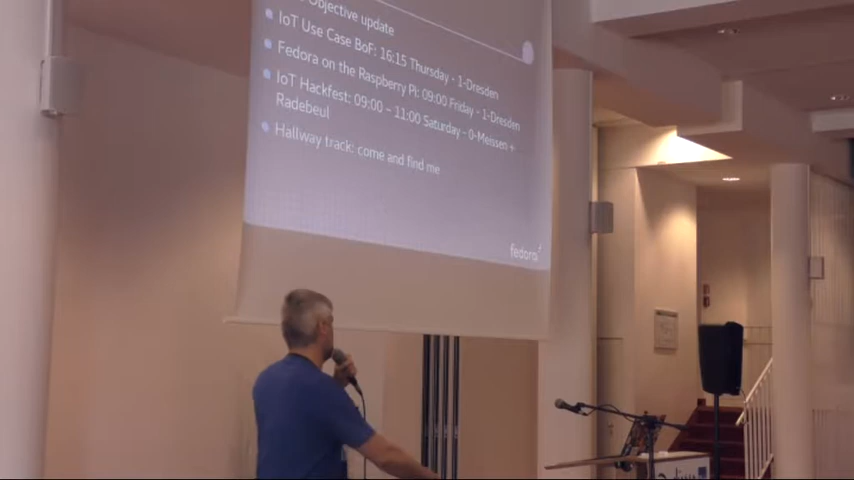 Objective update
IoT Use Case BoF: 16:15 Thursday - 1-Dresden
Fedora on the Raspberry Pi: 09:00 Friday - 1-Dresden
IoT Hackfest: 09:00 – 11:00 Saturday - 0-Meissen +
Radebeul
Hallway track: come and find me
fedora